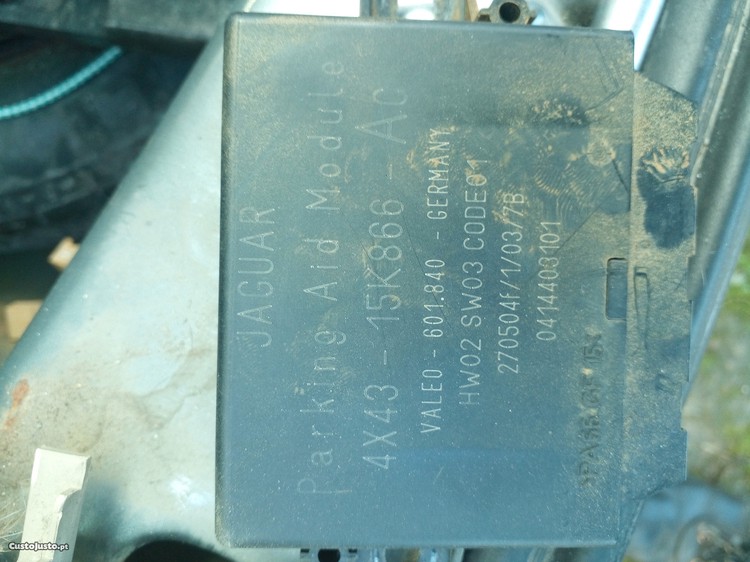 JAGUAR
Parking Aid Module
4X43 - 15K866 - Ac
VALEO - 601.840 - GERMANY
HW02 SW03 CODE01
270504f/1/03/7B
0414403101
CustoJusto.pt